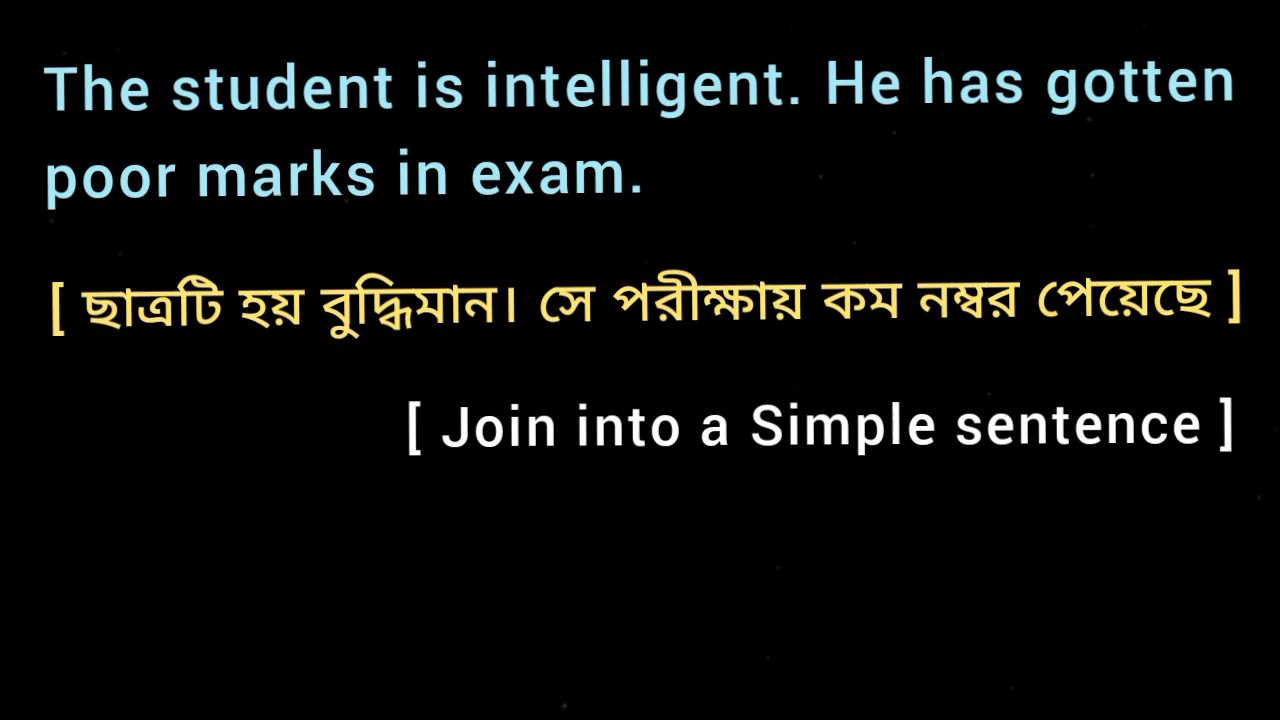 The student is intelligent. He has gotten
poor marks in exam.
[ ছাত্রটি হয় বুদ্ধিমান। সে পরীক্ষায় কম নম্বর পেয়েছে ]
[ Join into a Simple sentence ]